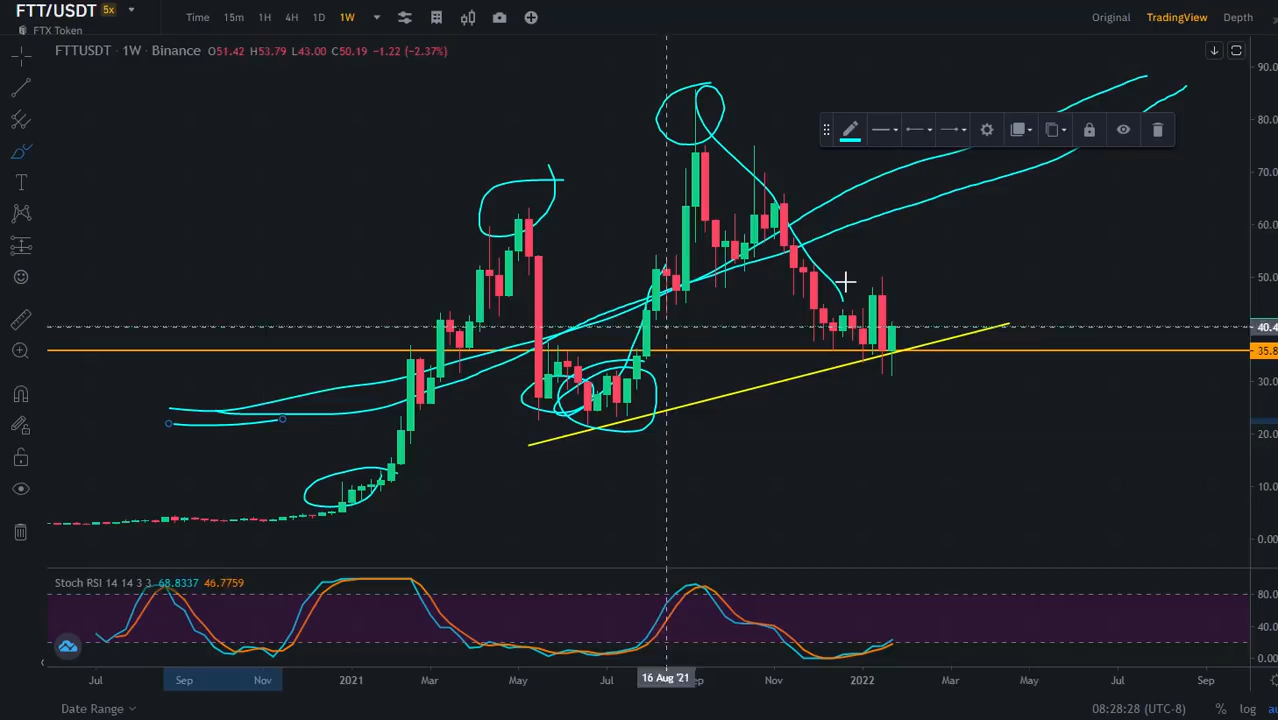 FTT/USDT 5x
FTX Token
Time 15m 1H 4H 1D 1W
Original TradingView Depth
FTTUSDT · 1W · Binance O51.42 H53.79 L43.00 C50.19 −1.22 (−2.37%)
90.0
80.0
70.0
60.0
50.0
40.4
35.8
30.0
20.0
10.0
0.00
Stoch RSI 14 14 3 3 68.8337 46.7759
80.0
40.0
0.00
Jul Sep Nov 2021 Mar May Jul 16 Aug '21 ep Nov 2022 Mar May Jul Sep
Date Range 08:28:28 (UTC-8) % log au